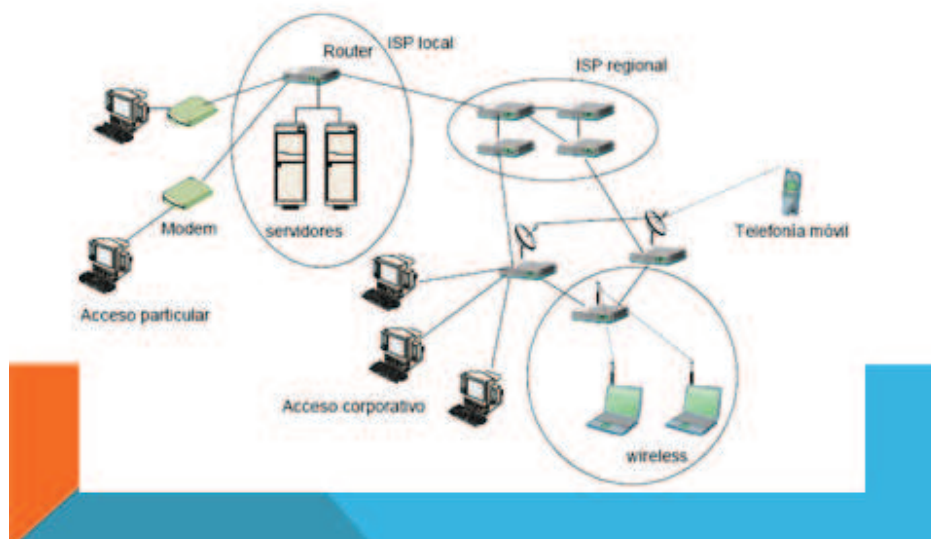 ISP local
Router
ISP regional
Modem
servidores
Telefonía móvil
Acceso particular
Acceso corporativo
wireless